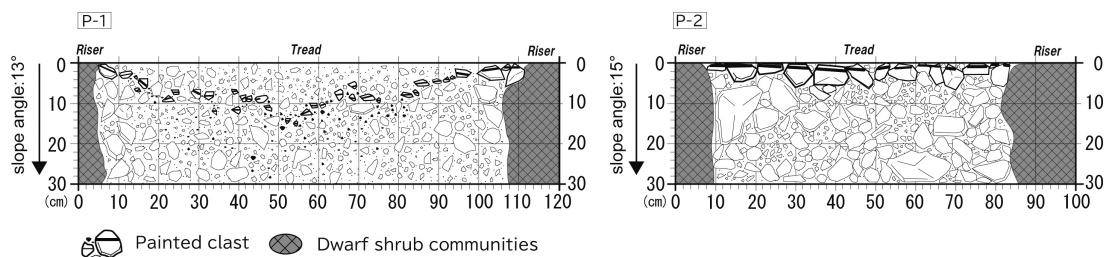 P-1
Riser Tread Riser
slope angle:13°
0 0
10 10
20 20
30 30
(cm) 0 10 20 30 40 50 60 70 80 90 100 110 120
P-2
Riser Tread Riser
slope angle:15°
0 0
10 10
20 20
30 30
(cm) 0 10 20 30 40 50 60 70 80 90 100
Painted clast Dwarf shrub communities